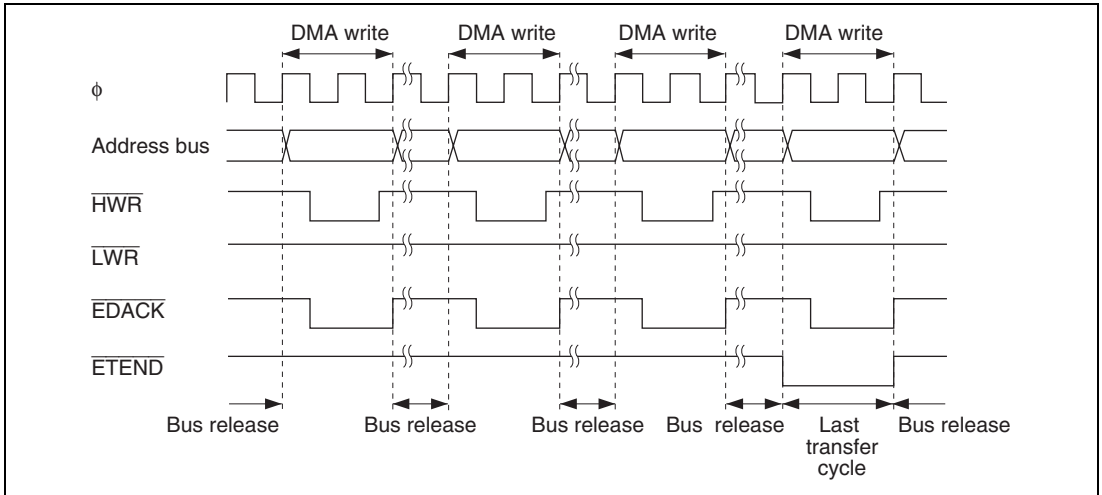 DMA write DMA write DMA write DMA write
ϕ
Address bus
HWR
LWR
EDACK
ETEND
Bus release Bus release Bus release Bus release Last transfer cycle Bus release